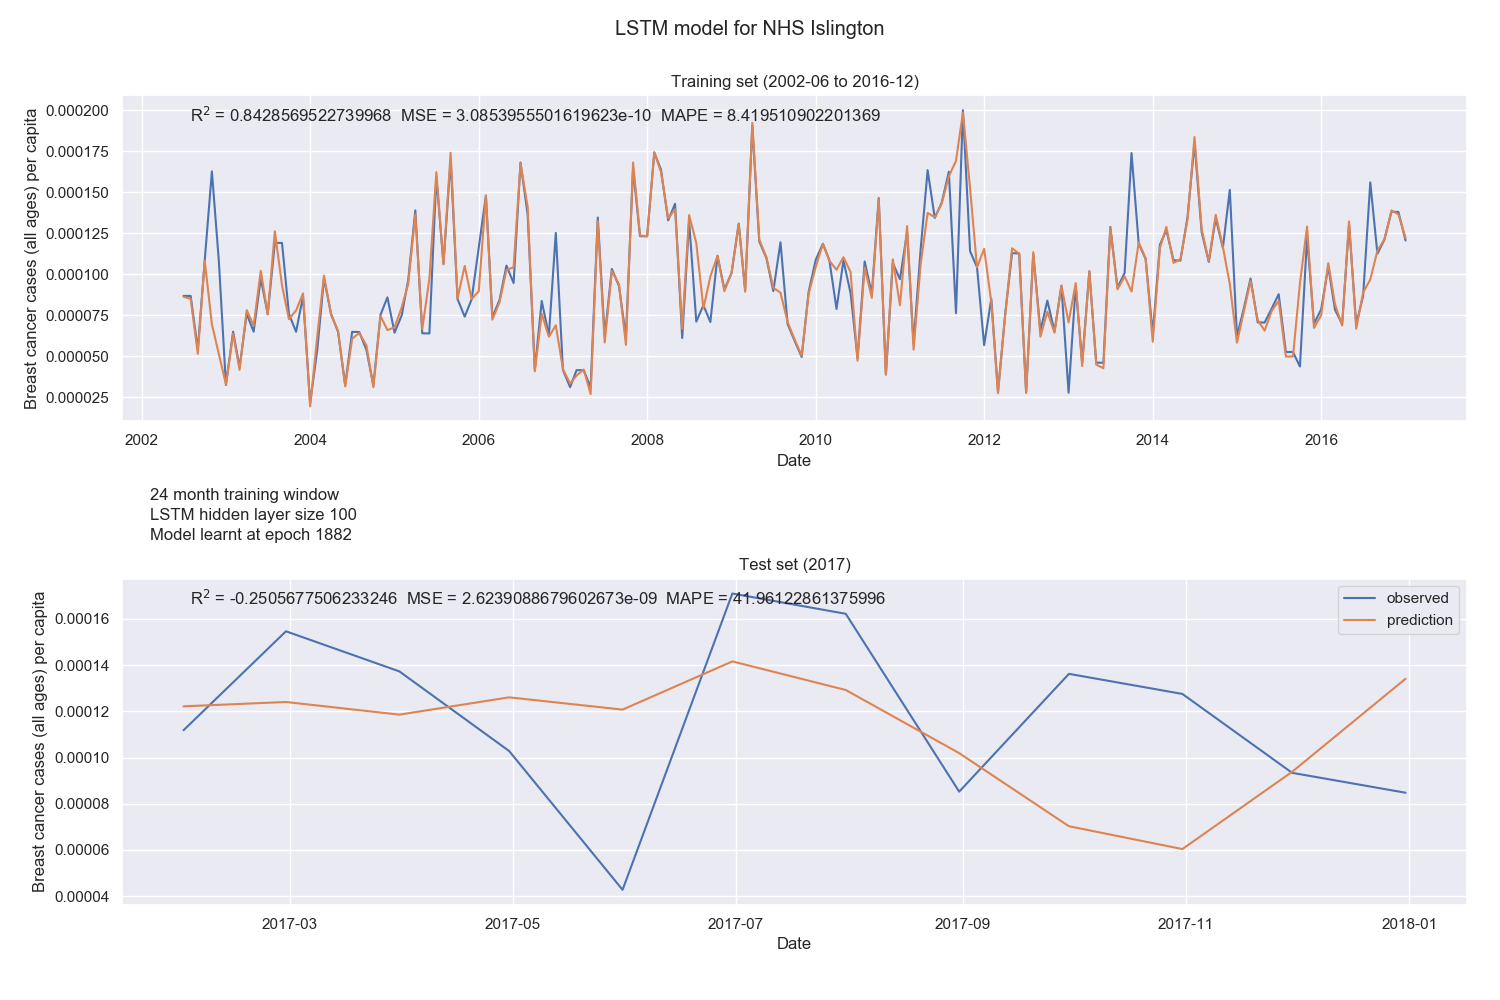 LSTM model for NHS Islington
Training set (2002-06 to 2016-12)
R² = 0.8428569522739968 MSE = 3.0853955501619623e-10 MAPE = 8.419510902201369
Breast cancer cases (all ages) per capita
0.000200
0.000175
0.000150
0.000125
0.000100
0.000075
0.000050
0.000025
2002 2004 2006 2008 2010 2012 2014 2016
Date
24 month training window
LSTM hidden layer size 100
Model learnt at epoch 1882
Test set (2017)
R² = -0.2505677506233246 MSE = 2.6239088679602673e-09 MAPE = 41.96122861375996
observed
prediction
Breast cancer cases (all ages) per capita
0.00016
0.00014
0.00012
0.00010
0.00008
0.00006
0.00004
2017-03 2017-05 2017-07 2017-09 2017-11 2018-01
Date